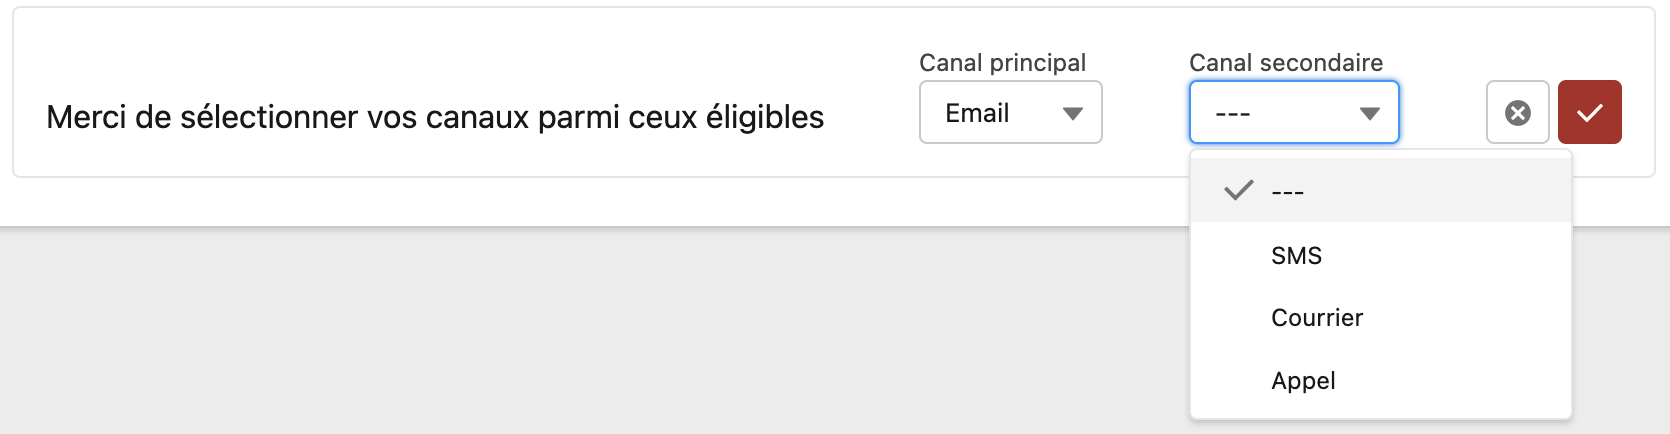 Canal principal
Canal secondaire
Merci de sélectionner vos canaux parmi ceux éligibles
Email
---
---
SMS
Courrier
Appel